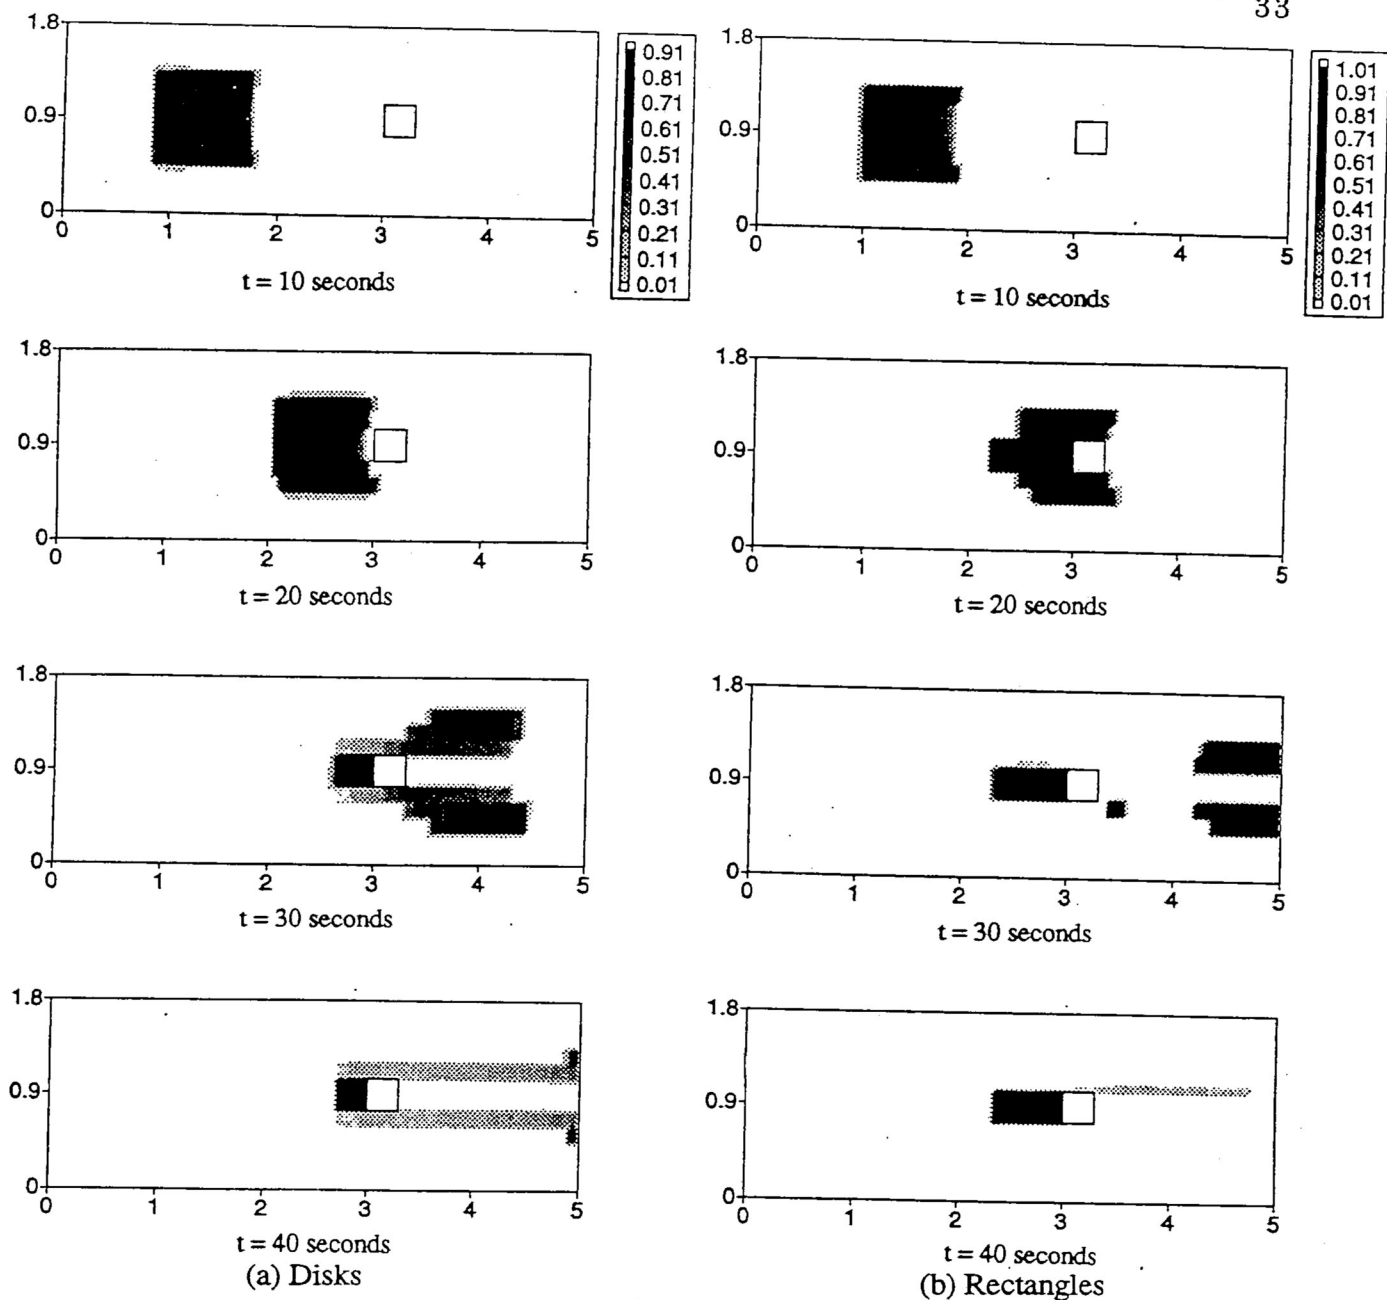 33
1.8
0.9
0
0 1 2 3 4 5
t = 10 seconds
0.91
0.81
0.71
0.61
0.51
0.41
0.31
0.21
0.11
0.01
1.8
0.9
0
0 1 2 3 4 5
t = 10 seconds
1.01
0.91
0.81
0.71
0.61
0.51
0.41
0.31
0.21
0.11
0.01
1.8
0.9
0
0 1 2 3 4 5
t = 20 seconds
1.8
0.9
0
0 1 2 3 4 5
t = 20 seconds
1.8
0.9
0
0 1 2 3 4 5
t = 30 seconds
1.8
0.9
0
0 1 2 3 4 5
t = 30 seconds
1.8
0.9
0
0 1 2 3 4 5
t = 40 seconds
(a) Disks
1.8
0.9
0
0 1 2 3 4 5
t = 40 seconds
(b) Rectangles